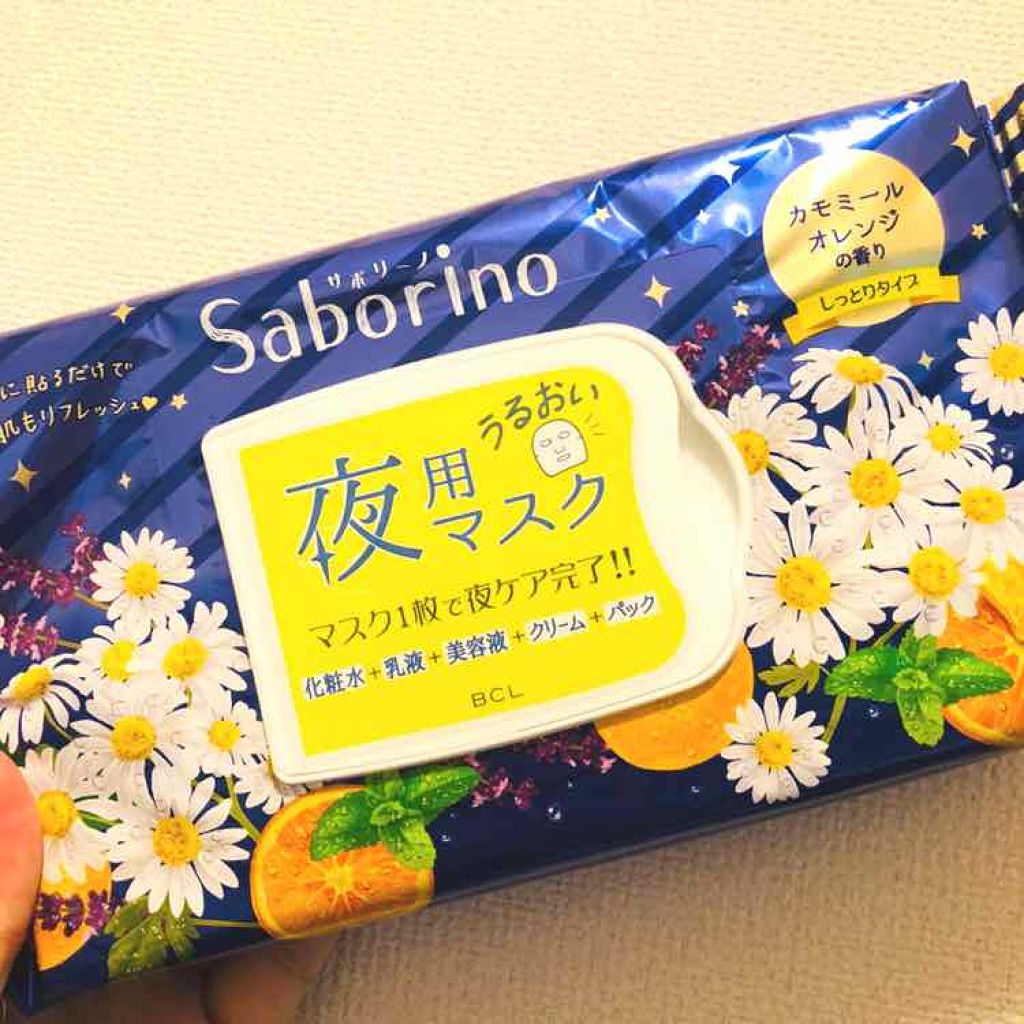 サボリーノ
Saborino
カモミール
オレンジ
の香り
しっとりタイプ
に貼るだけで
肌もリフレッシュ♥
うるおい
夜用
マスク
マスク1枚で夜ケア完了!!
化粧水+乳液+美容液+クリーム+パック
BCL